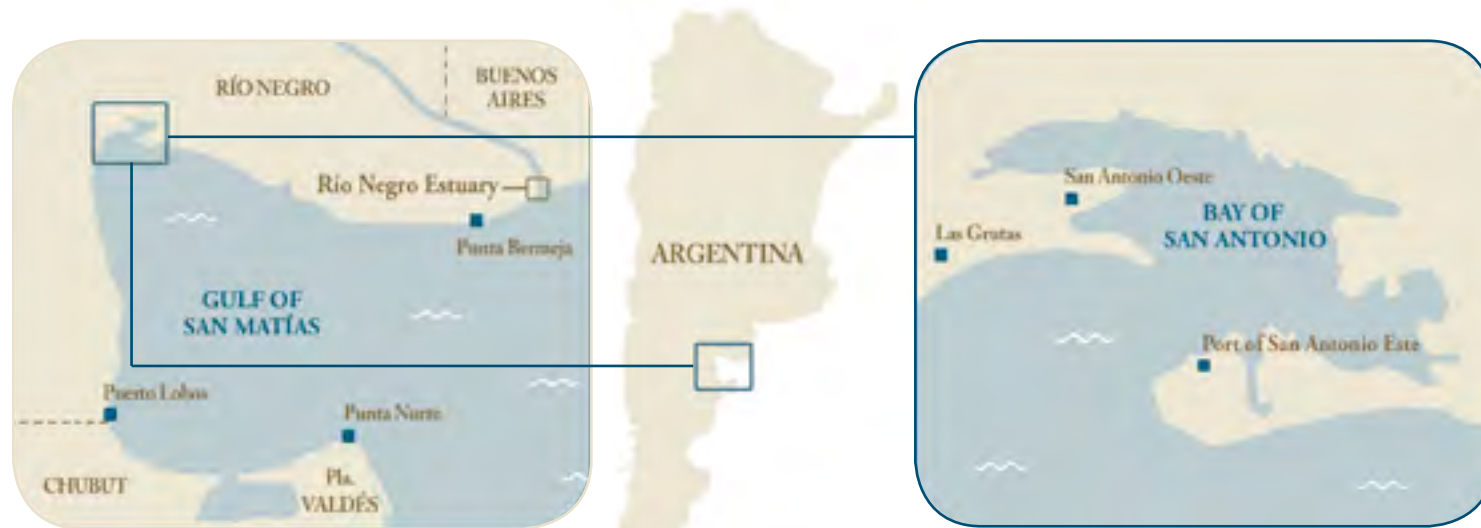 RÍO NEGRO
BUENOS
AIRES
Río Negro Estuary
Punta Bermeja
GULF OF
SAN MATÍAS
Puerto Lobos
Punta Norte
CHUBUT
Pla.
VALDÉS
ARGENTINA
San Antonio Oeste
Las Grutas
BAY OF
SAN ANTONIO
Port of San Antonio Este